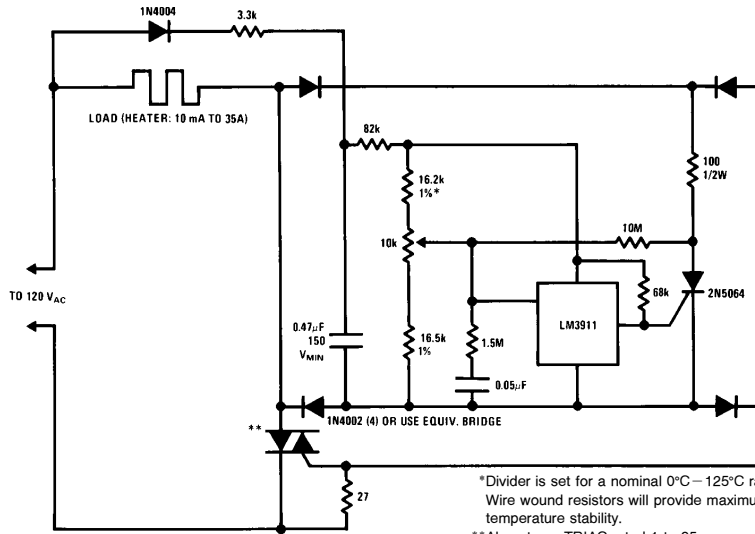 1N4004
3.3k
LOAD (HEATER: 10 mA TO 35A)
82k
16.2k
1%*
100
1/2W
10k
10M
TO 120 VAC
68k
2N5064
LM3911
0.47µF
150
VMIN
16.5k
1%
1.5M
0.05µF
1N4002 (4) OR USE EQUIV. BRIDGE
**
27
*Divider is set for a nominal 0°C–125°C
Wire wound resistors will provide
temperature stability.